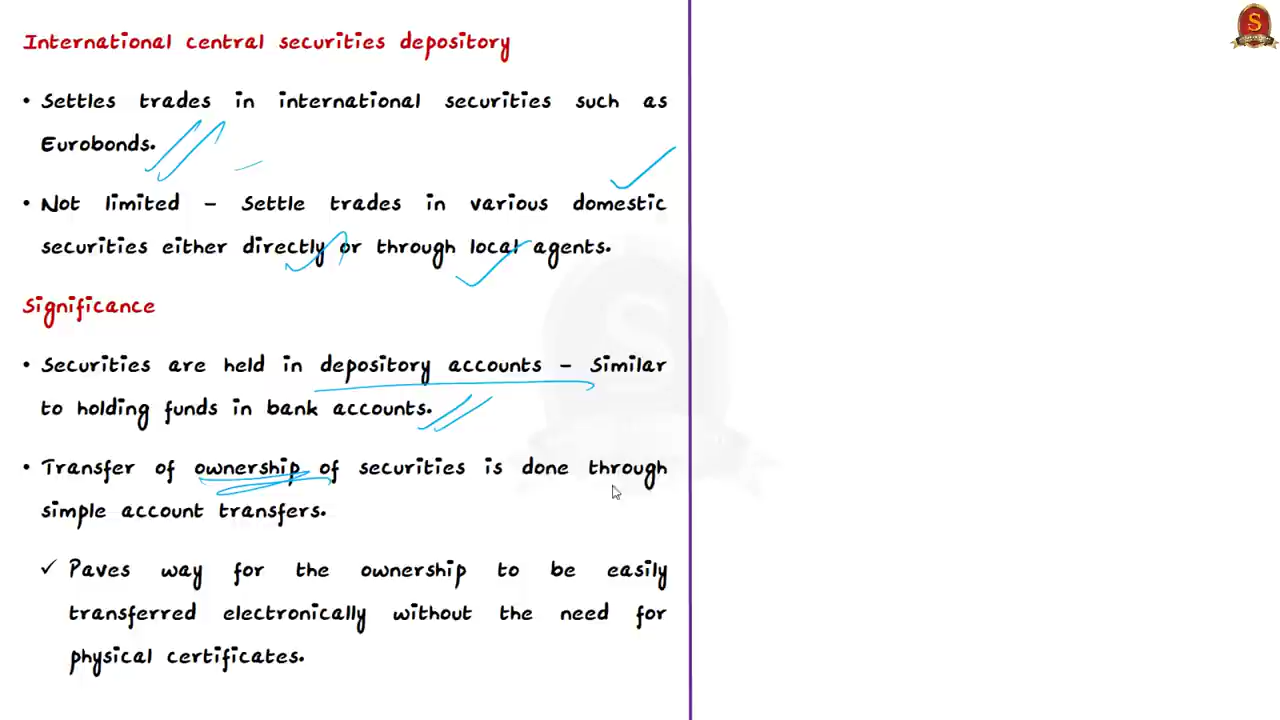 International central securities depository
• Settles trades in international securities such as
Eurobonds.
• Not limited – Settle trades in various domestic
securities either directly or through local agents.
Significance
• Securities are held in depository accounts – Similar
to holding funds in bank accounts.
• Transfer of ownership of securities is done through
simple account transfers.
✓ Paves way for the ownership to be easily
transferred electronically without the need for
physical certificates.
S